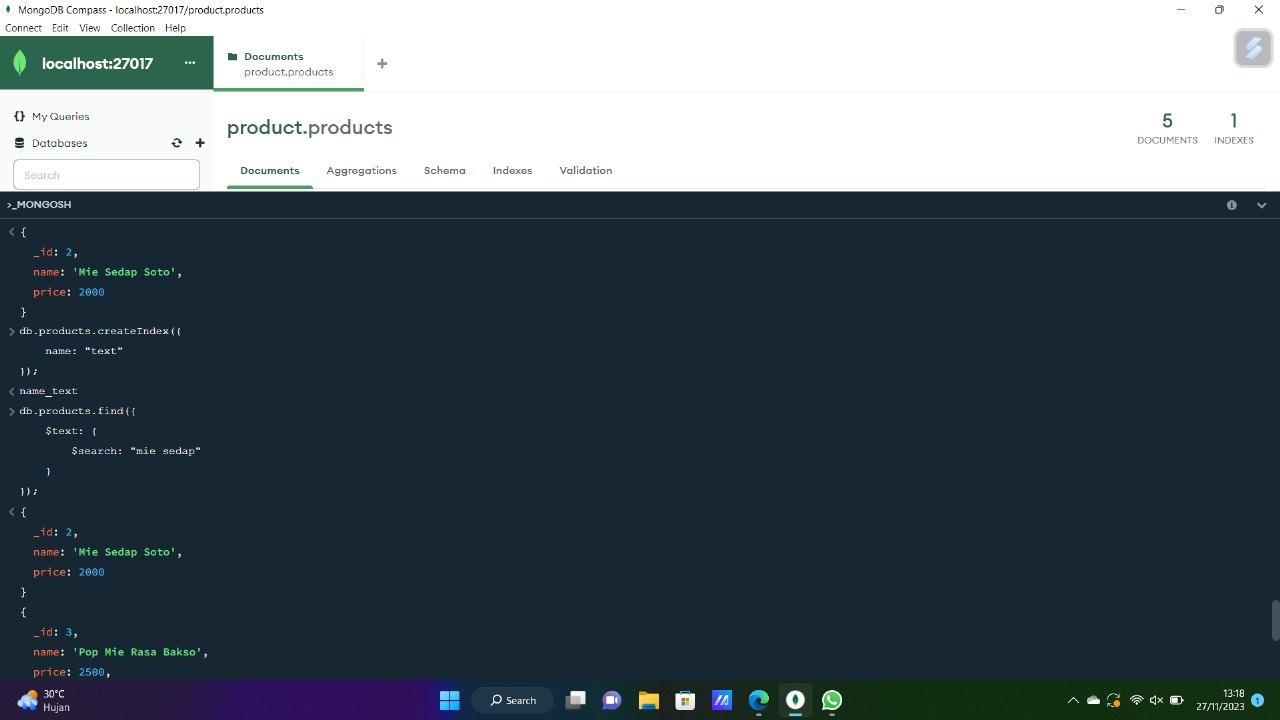 MongoDB Compass - localhost:27017/product.products
Connect Edit View Collection Help
localhost:27017 ...
Documents
product.products
My Queries
Databases
Search
product.products
5
DOCUMENTS
1
INDEXES
Documents Aggregations Schema Indexes Validation
>_MONGOSH
{
_id: 2,
name: 'Mie Sedap Soto',
price: 2000
}
db.products.createIndex({
name: "text"
});
name_text
db.products.find({
$text: {
$search: "mie sedap"
}
});
{
_id: 2,
name: 'Mie Sedap Soto',
price: 2000
}
{
_id: 3,
name: 'Pop Mie Rasa Bakso',
price: 2500,
30°C
Hujan
Search
13:18
27/11/2023
1